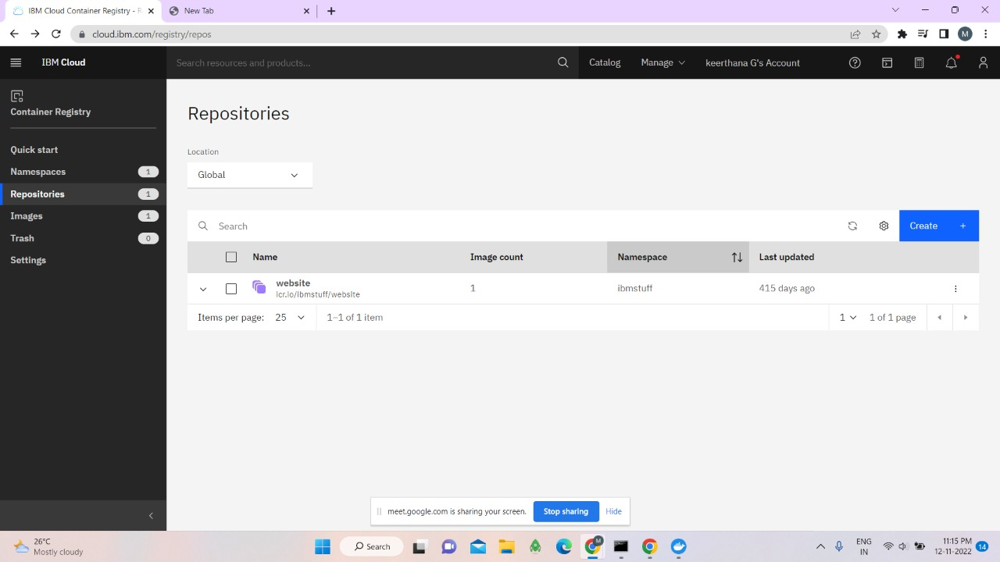 IBM Cloud Container Registry - R
New Tab
cloud.ibm.com/registry/repos
M
IBM Cloud
Search resources and products...
Catalog
Manage
keerthana G's Account
Container Registry
Quick start
Namespaces 1
Repositories 1
Images 1
Trash 0
Settings
Repositories
Location
Global
Search
Create +
Name Image count Namespace Last updated
website
icr.io/ibmstuff/website
1 ibmstuff 415 days ago
Items per page: 25 1–1 of 1 item 1 1 of 1 page
meet.google.com is sharing your screen. Stop sharing Hide
26°C
Mostly cloudy
Search
M
ENG
IN
11:15 PM
12-11-2022
14